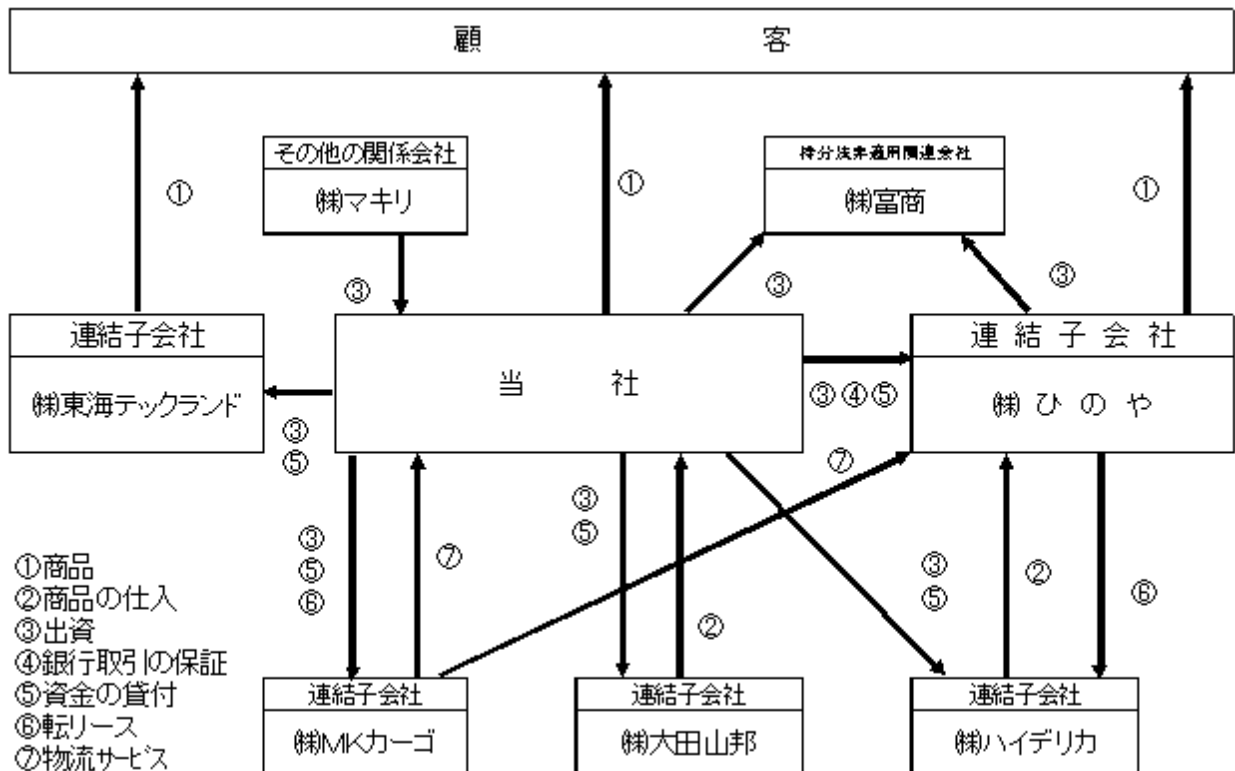 顧客
①
その他の関係会社
㈱マキリ
①
持分法非適用関連会社
㈱富商
①
③
③
③
連結子会社
㈱東海テックランド
当社
③④⑤
連結子会社
㈱ひのや
③
⑤
⑦
③
⑤
③
⑤
⑥
⑦
②
③
⑤
②
⑥
①商品
②商品の仕入
③出資
④銀行取引の保証
⑤資金の貸付
⑥転リース
⑦物流サービス
連結子会社
㈱MKカーゴ
連結子会社
㈱大田山邦
連結子会社
㈱ハイデリカ